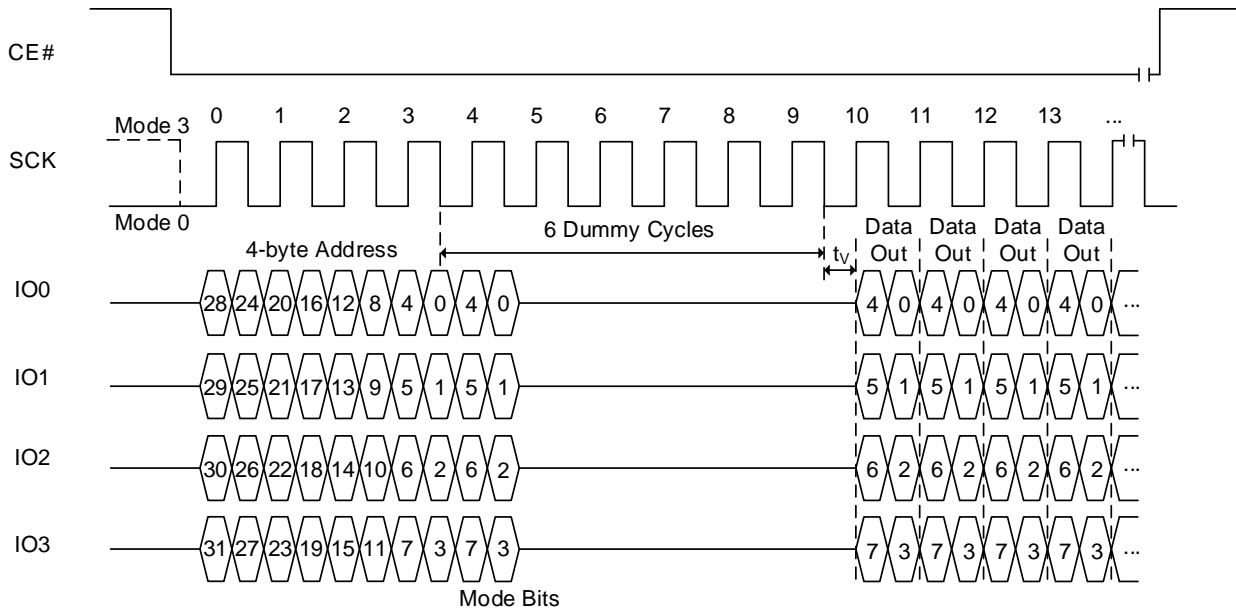 CE#
0 1 2 3 4 5 6 7 8 9 10 11 12 13 ...
Mode 3
SCK
Mode 0
6 Dummy Cycles
Data Out Data Out Data Out Data Out
4-byte Address
tV
IO0 28 24 20 16 12 8 4 0 4 0 4 0 4 0 4 0 4 0 ...
IO1 29 25 21 17 13 9 5 1 5 1 5 1 5 1 5 1 5 1 ...
IO2 30 26 22 18 14 10 6 2 6 2 6 2 6 2 6 2 6 2 ...
IO3 31 27 23 19 15 11 7 3 7 3 7 3 7 3 7 3 7 3 ...
Mode Bits